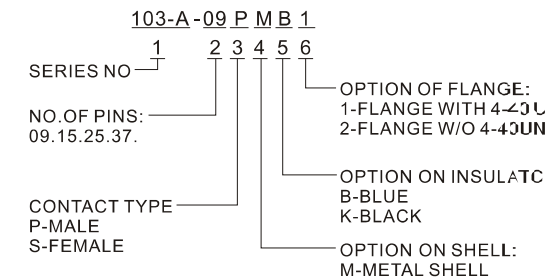 103-A-09 P M B 1
1 2 3 4 5 6
SERIES NO
OPTION OF FLANGE:
1-FLANGE WITH
NO.OF PINS:
2-FLANGE W/O 4-40UN
09.15.25.37.
OPTION ON
B-BLUE
K-BLACK
CONTACT TYPE
P-MALE
S-FEMALE
OPTION ON SHELL:
M-METAL SHELL